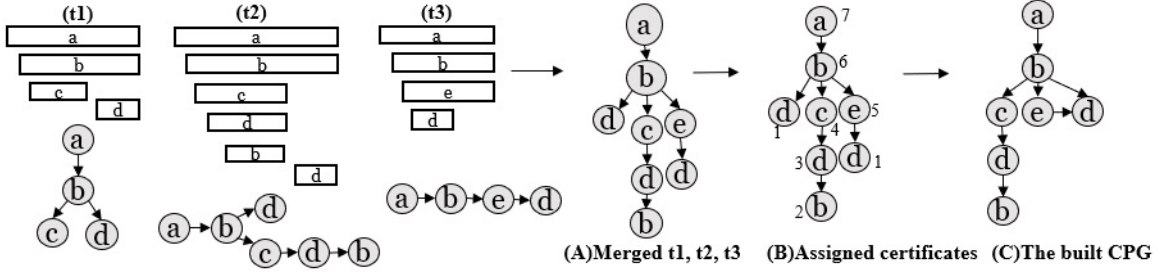 (t1)
a
b
c
d
a
b
c
d
(t2)
a
b
c
d
b
d
a
b
d
c
d
b
(t3)
a
b
e
d
a
b
e
d
a
b
d
c
e
d
d
b
(A)Merged t1, t2, t3
a 7
b 6
d
c
e 5
1
4
3 d
d 1
2 b
(B)Assigned certificates
a
b
c
e
d
d
b
(C)The built CPG